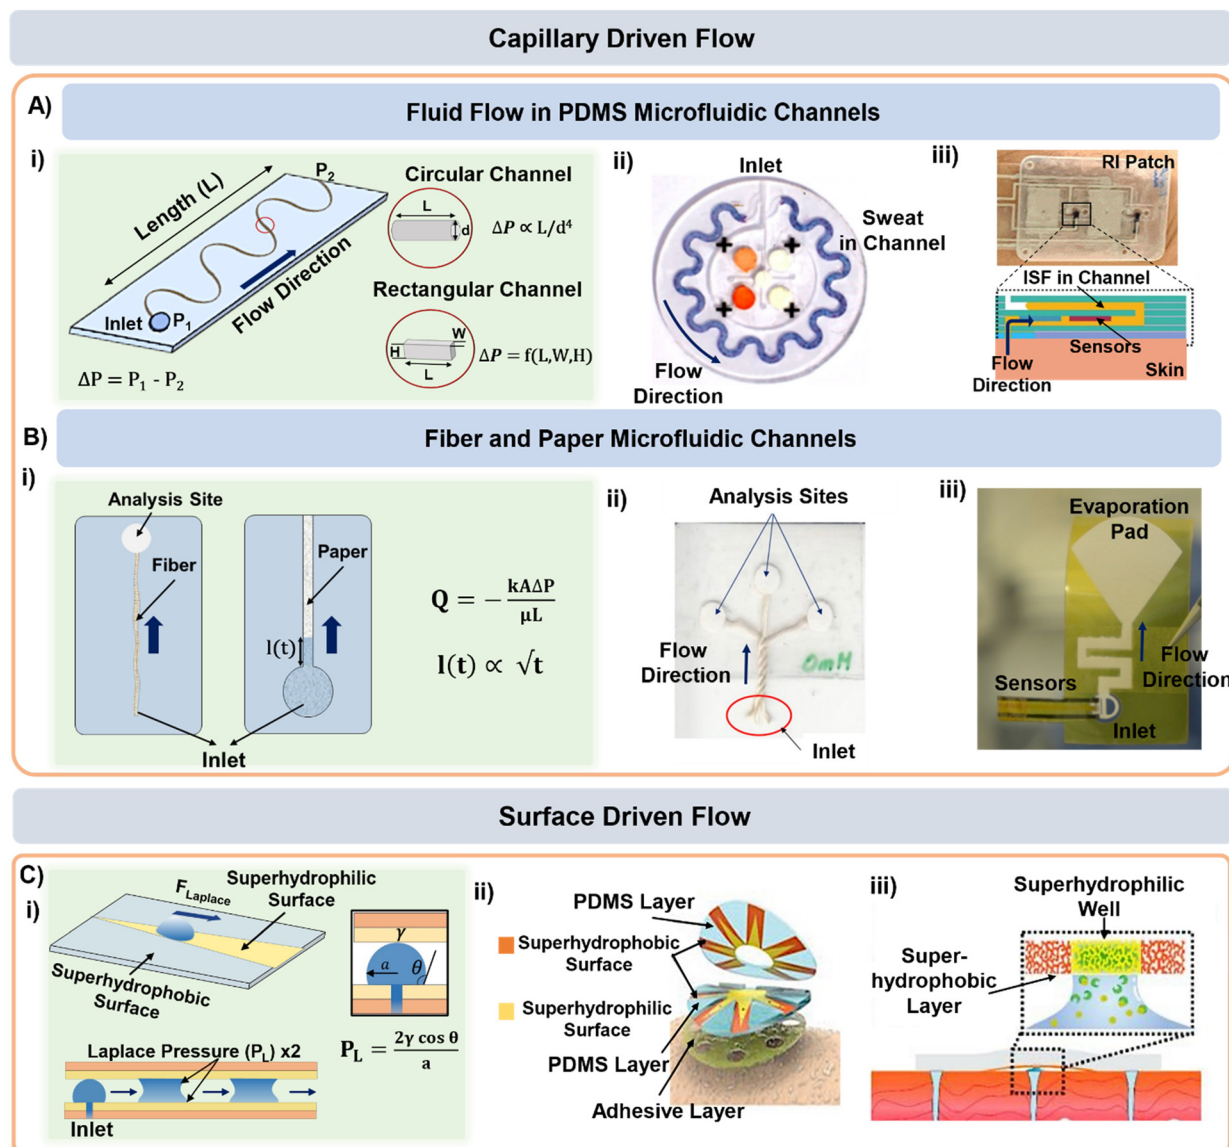 Capillary Driven Flow
A)
Fluid Flow in PDMS Microfluidic Channels
i)
Length (L)
P₂
Inlet
P₁
Flow Direction
ΔP = P₁ - P₂
Circular Channel
L
d
ΔP ∝ L/d⁴
Rectangular Channel
W
H
L
ΔP = f(L,W,H)
ii)
Inlet
Sweat
in Channel
Flow
Direction
iii)
RI Patch
ISF in Channel
Sensors
Flow
Direction
Skin
B)
Fiber and Paper Microfluidic Channels
i)
Analysis Site
Fiber
Paper
l(t)
Inlet
Q = − kAΔP / μL
l(t) ∝ √t
ii)
Analysis Sites
Flow
Direction
0mM
Inlet
iii)
Evaporation
Pad
Flow
Direction
Sensors
Inlet
Surface Driven Flow
C)
i)
F Laplace
Superhydrophilic
Surface
Superhydrophobic
Surface
γ
a
θ
Laplace Pressure (P_L) x2
Inlet
P_L = 2γ cos θ / a
ii)
PDMS Layer
Superhydrophobic
Surface
Superhydrophilic
Surface
PDMS Layer
Adhesive Layer
iii)
Superhydrophilic
Well
Super-
hydrophobic
Layer